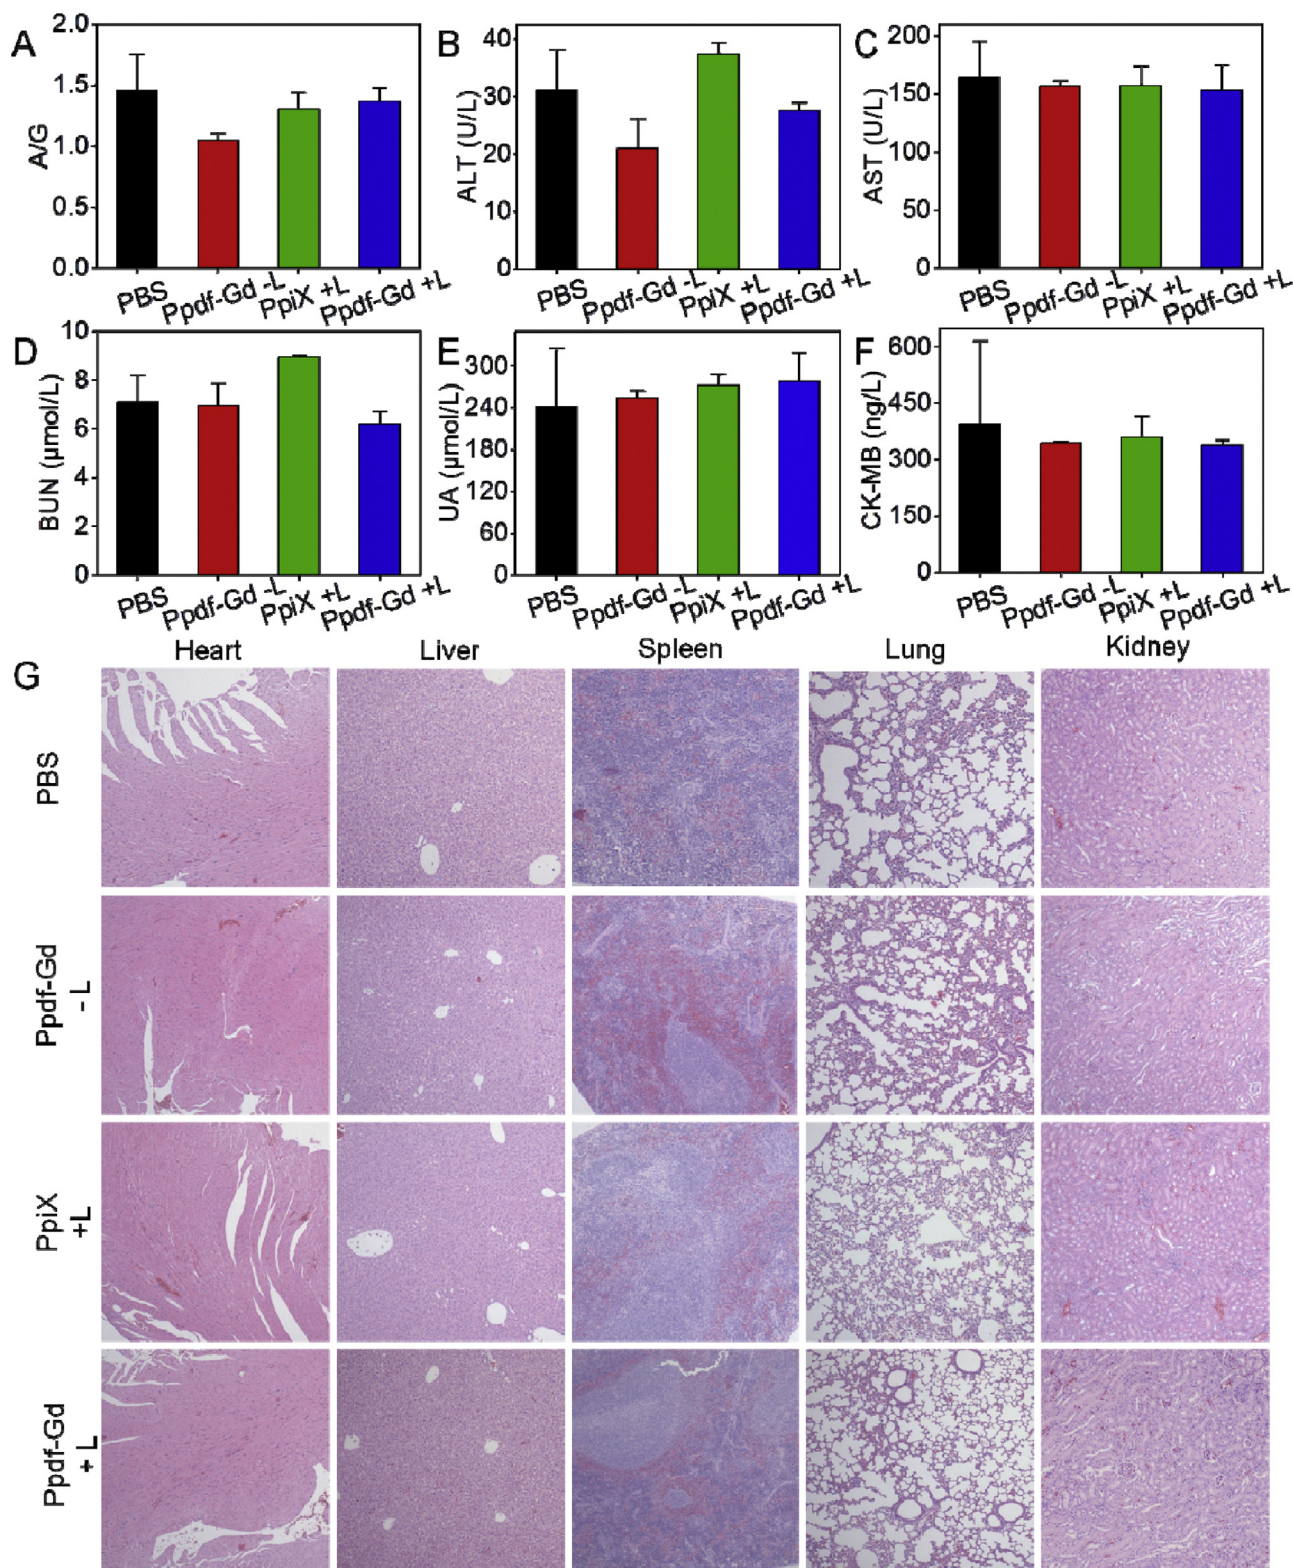 A
2.0
1.5
1.0
0.5
0.0
A/G
PBS
Ppdf-Gd -L
PpiX +L
Ppdf-Gd +L
B
40
30
20
10
0
ALT (U/L)
PBS
Ppdf-Gd -L
PpiX +L
Ppdf-Gd +L
C
200
150
100
50
0
AST (U/L)
PBS
Ppdf-Gd -L
PpiX +L
Ppdf-Gd +L
D
10
8
6
4
2
0
BUN (μmol/L)
PBS
Ppdf-Gd -L
PpiX +L
Ppdf-Gd +L
E
300
240
180
120
60
0
UA (μmol/L)
PBS
Ppdf-Gd -L
PpiX +L
Ppdf-Gd +L
F
600
450
300
150
0
CK-MB (ng/L)
PBS
Ppdf-Gd -L
PpiX +L
Ppdf-Gd +L
G
Heart
Liver
Spleen
Lung
Kidney
PBS
Ppdf-Gd
-L
PpiX
+L
Ppdf-Gd
+L